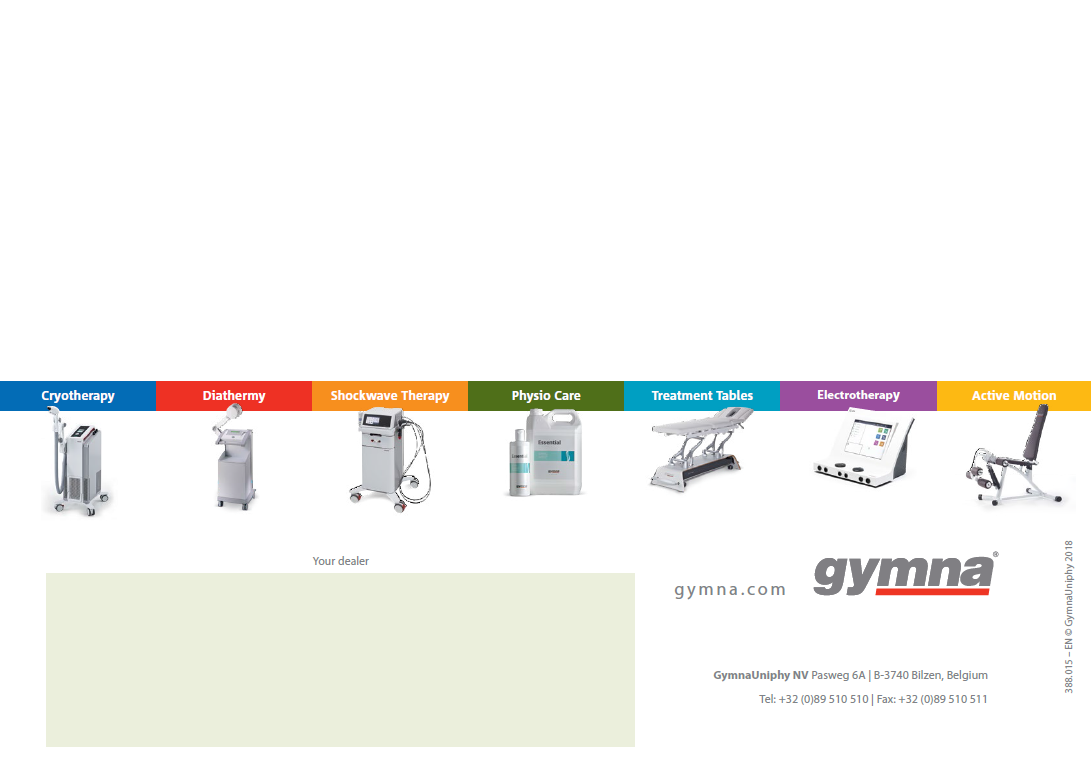 Cryotherapy
Diathermy
Shockwave Therapy
Physio Care
Treatment Tables
Electrotherapy
Active Motion
Essential
Your dealer
gymna.com
gymna®
GymnaUniphy NV Pasweg 6A | B-3740 Bilzen, Belgium
Tel: +32 (0)89 510 510 | Fax: +32 (0)89 510 511
388.015 – EN © GymnaUniphy 2018